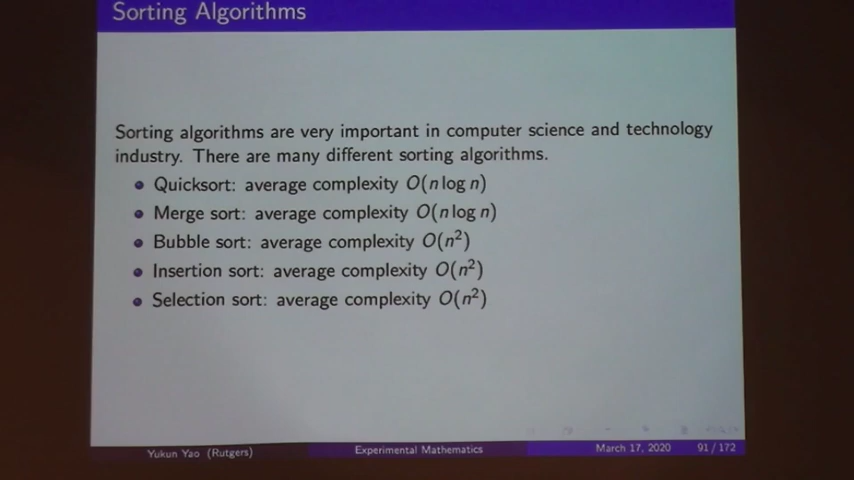 Sorting Algorithms
Sorting algorithms are very important in computer science and technology
industry. There are many different sorting algorithms.
Quicksort: average complexity O(n log n)
Merge sort: average complexity O(n log n)
Bubble sort: average complexity O(n²)
Insertion sort: average complexity O(n²)
Selection sort: average complexity O(n²)
Yukun Yao (Rutgers) Experimental Mathematics March 17, 2020 91 / 172